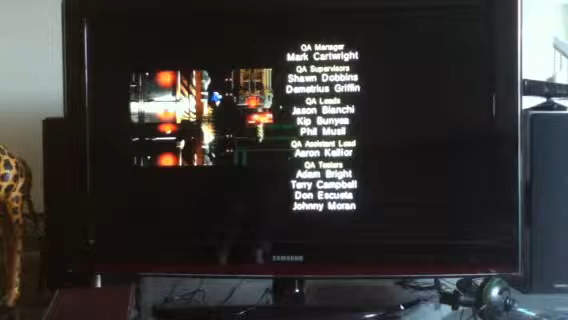 QA Manager
Mark Cartwright
QA Supervisors
Shawn Dobbins
Demetrius Griffin
QA Leads
Jason Bianchi
Kip Bunyea
Phil Musil
QA Assistant Lead
Aaron Keillor
QA Testers
Adam Bright
Terry Campbell
Don Escueta
Johnny Moran
SAMSUNG